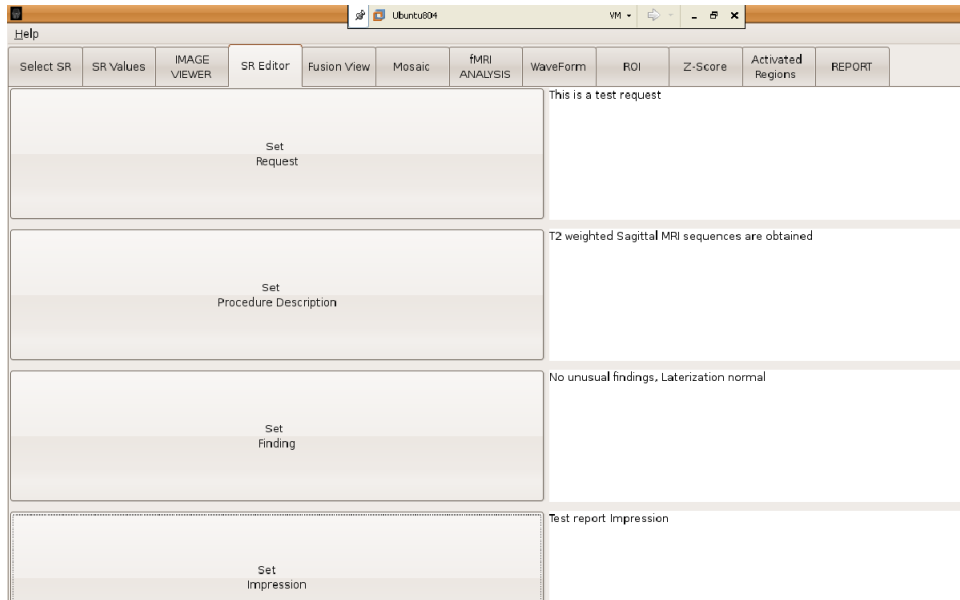 Ubuntu804
VM
Help
Select SR
SR Values
IMAGE
VIEWER
SR Editor
Fusion View
Mosaic
fMRI
ANALYSIS
WaveForm
ROI
Z-Score
Activated
Regions
REPORT
Set
Request
This is a test request
Set
Procedure Description
T2 weighted Sagittal MRI sequences are obtained
Set
Finding
No unusual findings, Laterization normal
Set
Impression
Test report Impression